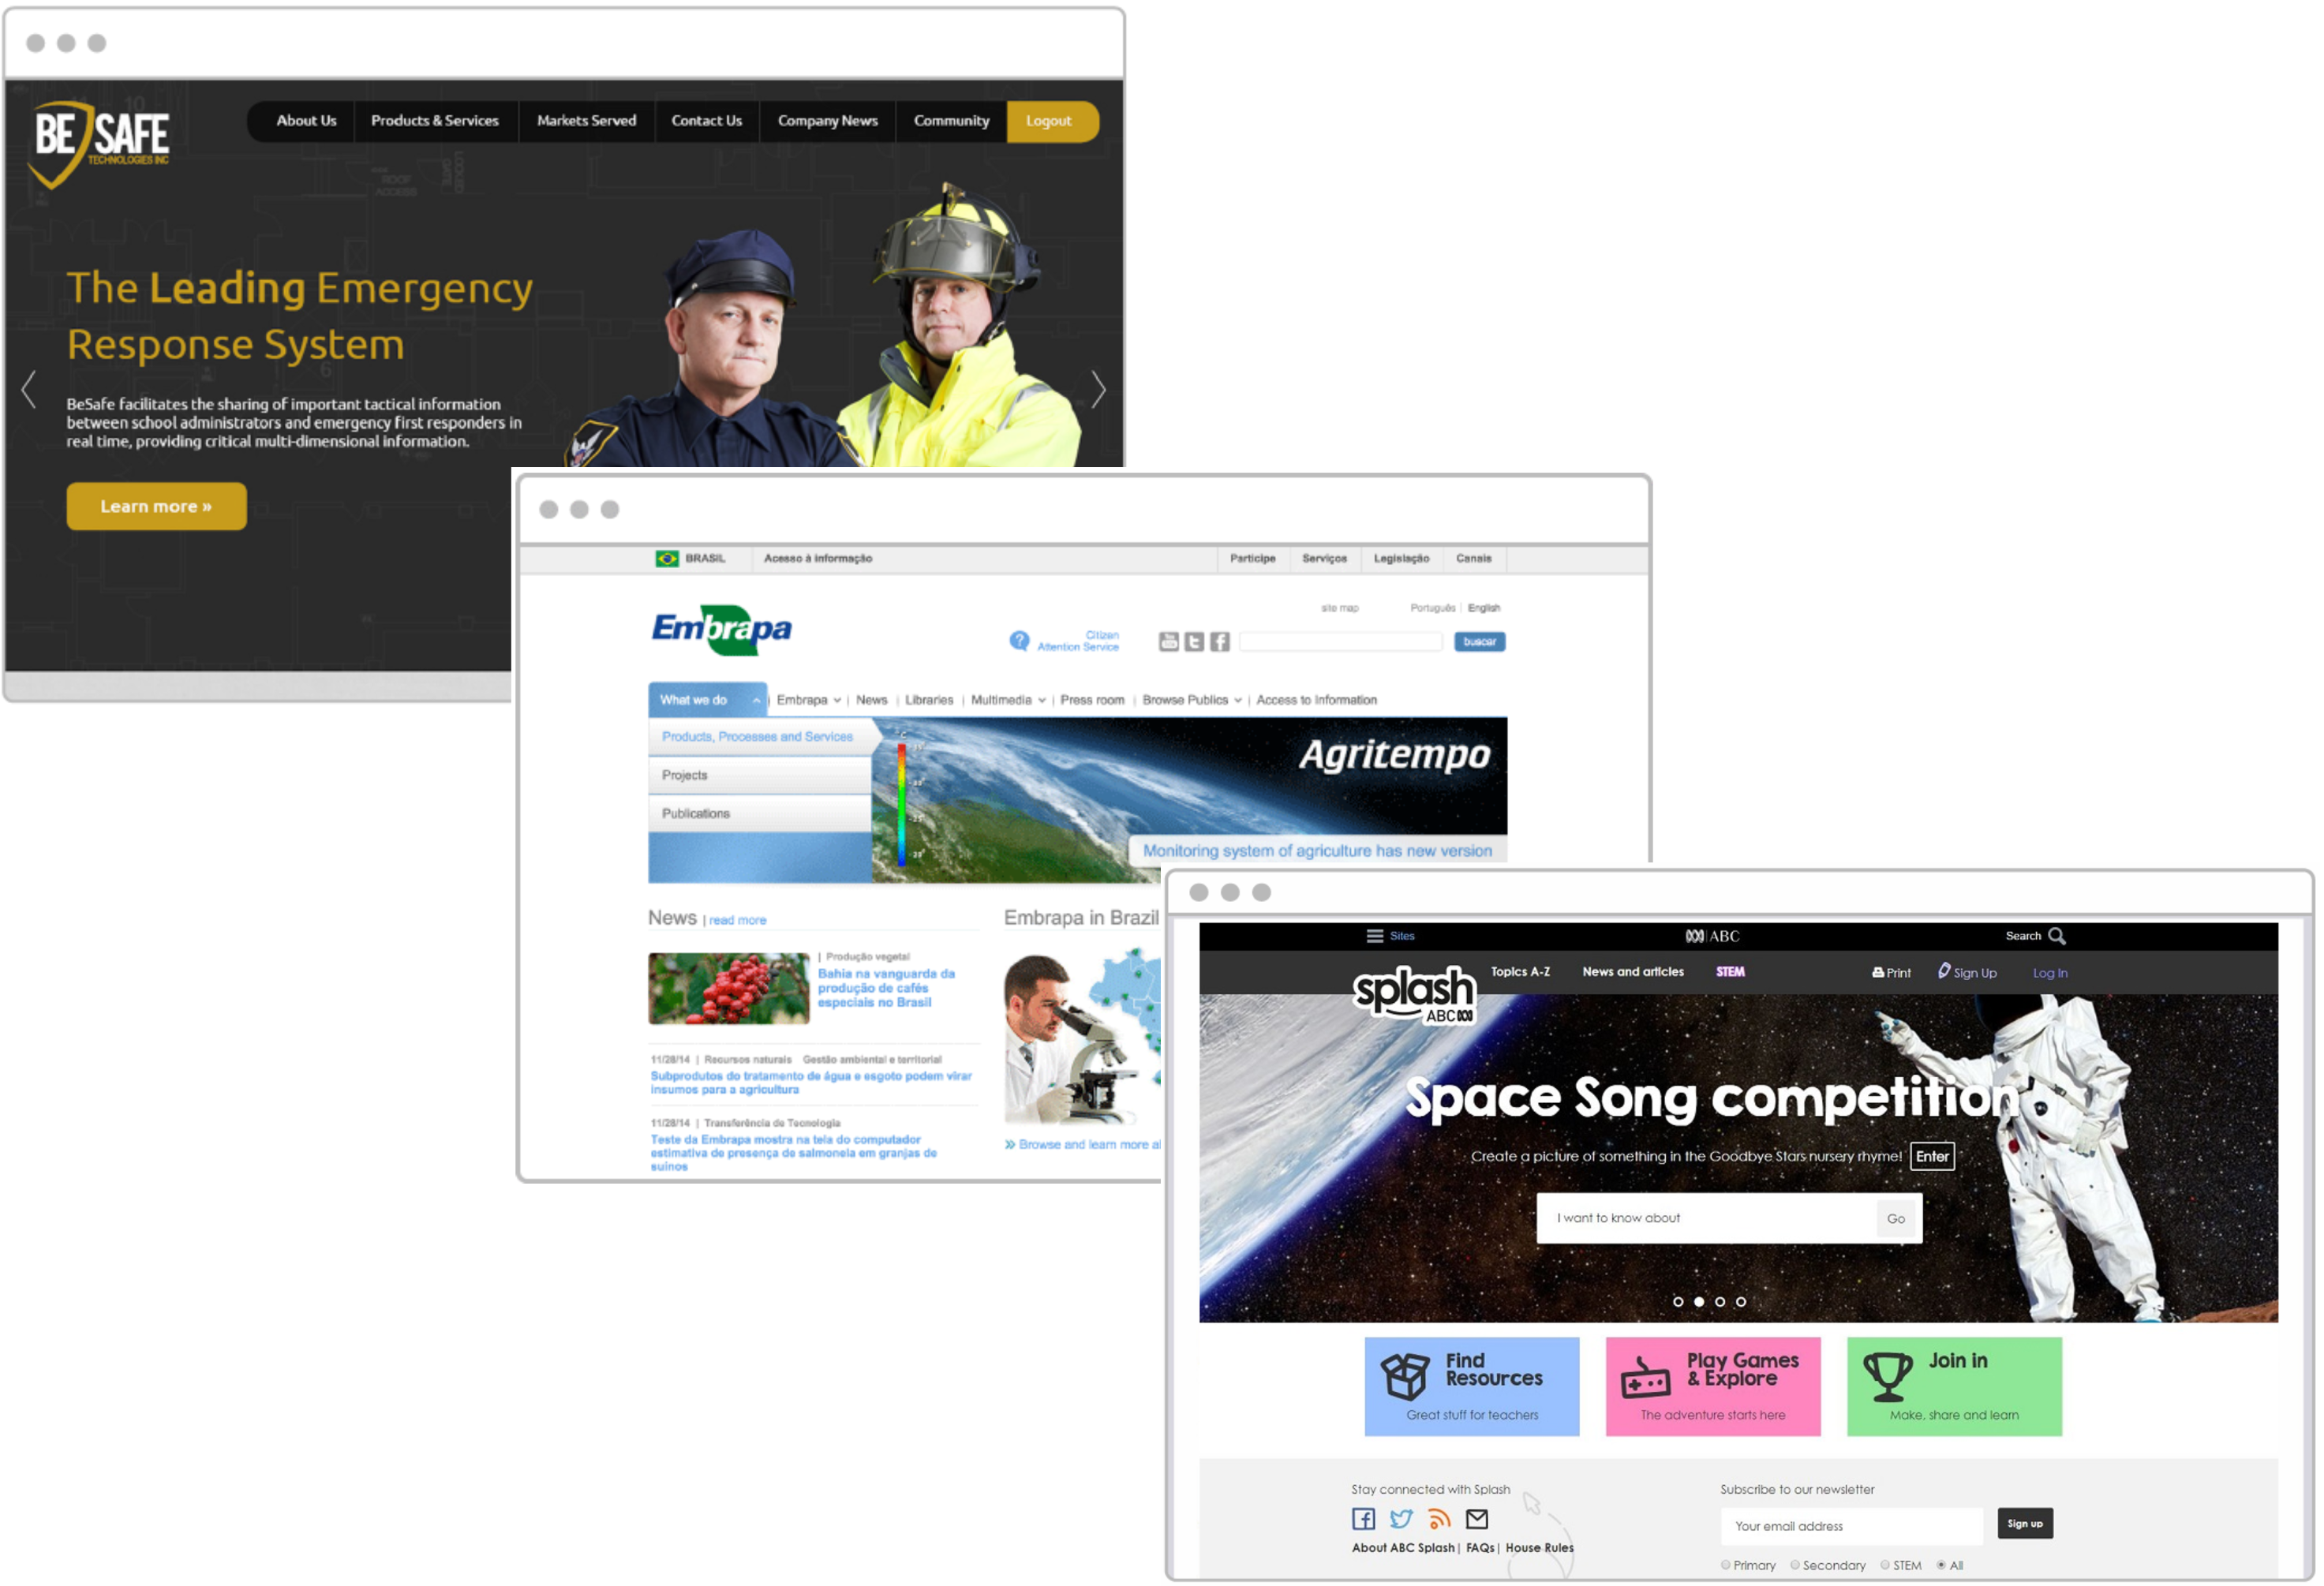 BE SAFE
TECHNOLOGIES INC
About Us
Products & Services
Markets Served
Contact Us
Company News
Community
Logout
The Leading Emergency
Response System
BeSafe facilitates the sharing of important tactical information
between school administrators and emergency first responders in
real time, providing critical multi-dimensional information.
Learn more »
10
ROOF
ACCESS
6
BRASIL
Acesso à informação
Participe
Serviços
Legislação
Canais
site map
Português | English
Embrapa
Citizen
Attention Service
buscar
What we do
Embrapa
News
Libraries
Multimedia
Press room
Browse Publics
Access to Information
Products, Processes and Services
Projects
Publications
Agritempo
Monitoring system of agriculture has new version
News | read more
| Produção vegetal
Bahia na vanguarda da
produção de cafés
especiais no Brasil
11/28/14 | Recursos naturais Gestão ambiental e territorial
Subprodutos do tratamento de água e esgoto podem virar
insumos para a agricultura
11/28/14 | Transferência de Tecnologia
Teste da Embrapa mostra na tela do computador
estimativa de presença de salmonela em granjas de
suínos
Embrapa in Brazil
Browse and learn more a
Sites
ABC
Search
splash
ABC
Topics A-Z
News and articles
STEM
Print
Sign Up
Log In
Space Song competition
Create a picture of something in the Goodbye Stars nursery rhyme! Enter
I want to know about
Go
Find
Resources
Great stuff for teachers
Play Games
& Explore
The adventure starts here
Join in
Make, share and learn
Stay connected with Splash
About ABC Splash | FAQs | House Rules
Subscribe to our newsletter
Your email address
Sign up
Primary
Secondary
STEM
All